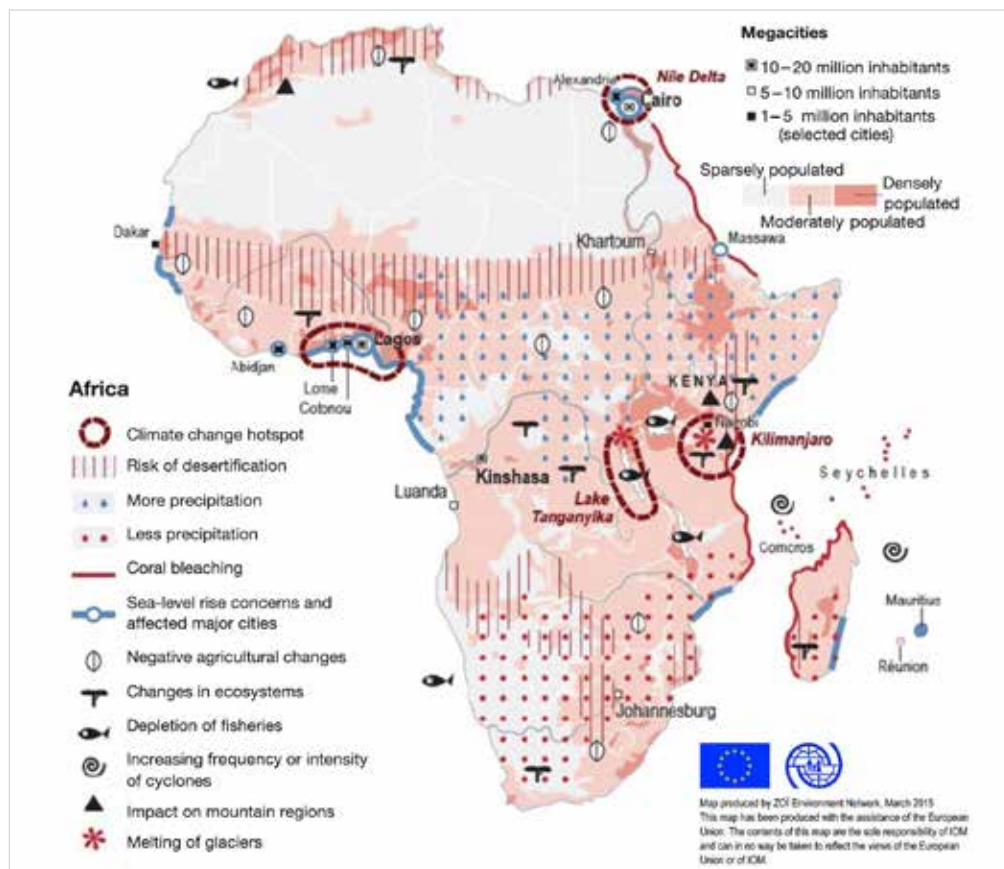 Megacities
10–20 million inhabitants
5–10 million inhabitants
1–5 million inhabitants
(selected cities)
Sparsely populated
Densely
populated
Moderately populated
Alexandria
Nile Delta
Cairo
Dakar
Khartoum
Massawa
Lagos
Abidjan
Lome
Cotonou
KENYA
Nairobi
Kilimanjaro
Kinshasa
Luanda
Lake
Tanganyika
Seychelles
Comoros
Mauritius
Réunion
Johannesburg
Africa
Climate change hotspot
Risk of desertification
More precipitation
Less precipitation
Coral bleaching
Sea-level rise concerns and
affected major cities
Negative agricultural changes
Changes in ecosystems
Depletion of fisheries
Increasing frequency or intensity
of cyclones
Impact on mountain regions
Melting of glaciers
Map produced by ZOÏ Environment Network, March 2015
This map has been produced with the assistance of the European
Union. The contents of this map are the sole responsibility of IOM
and can in no way be taken to reflect the views of the European
Union or of IOM.